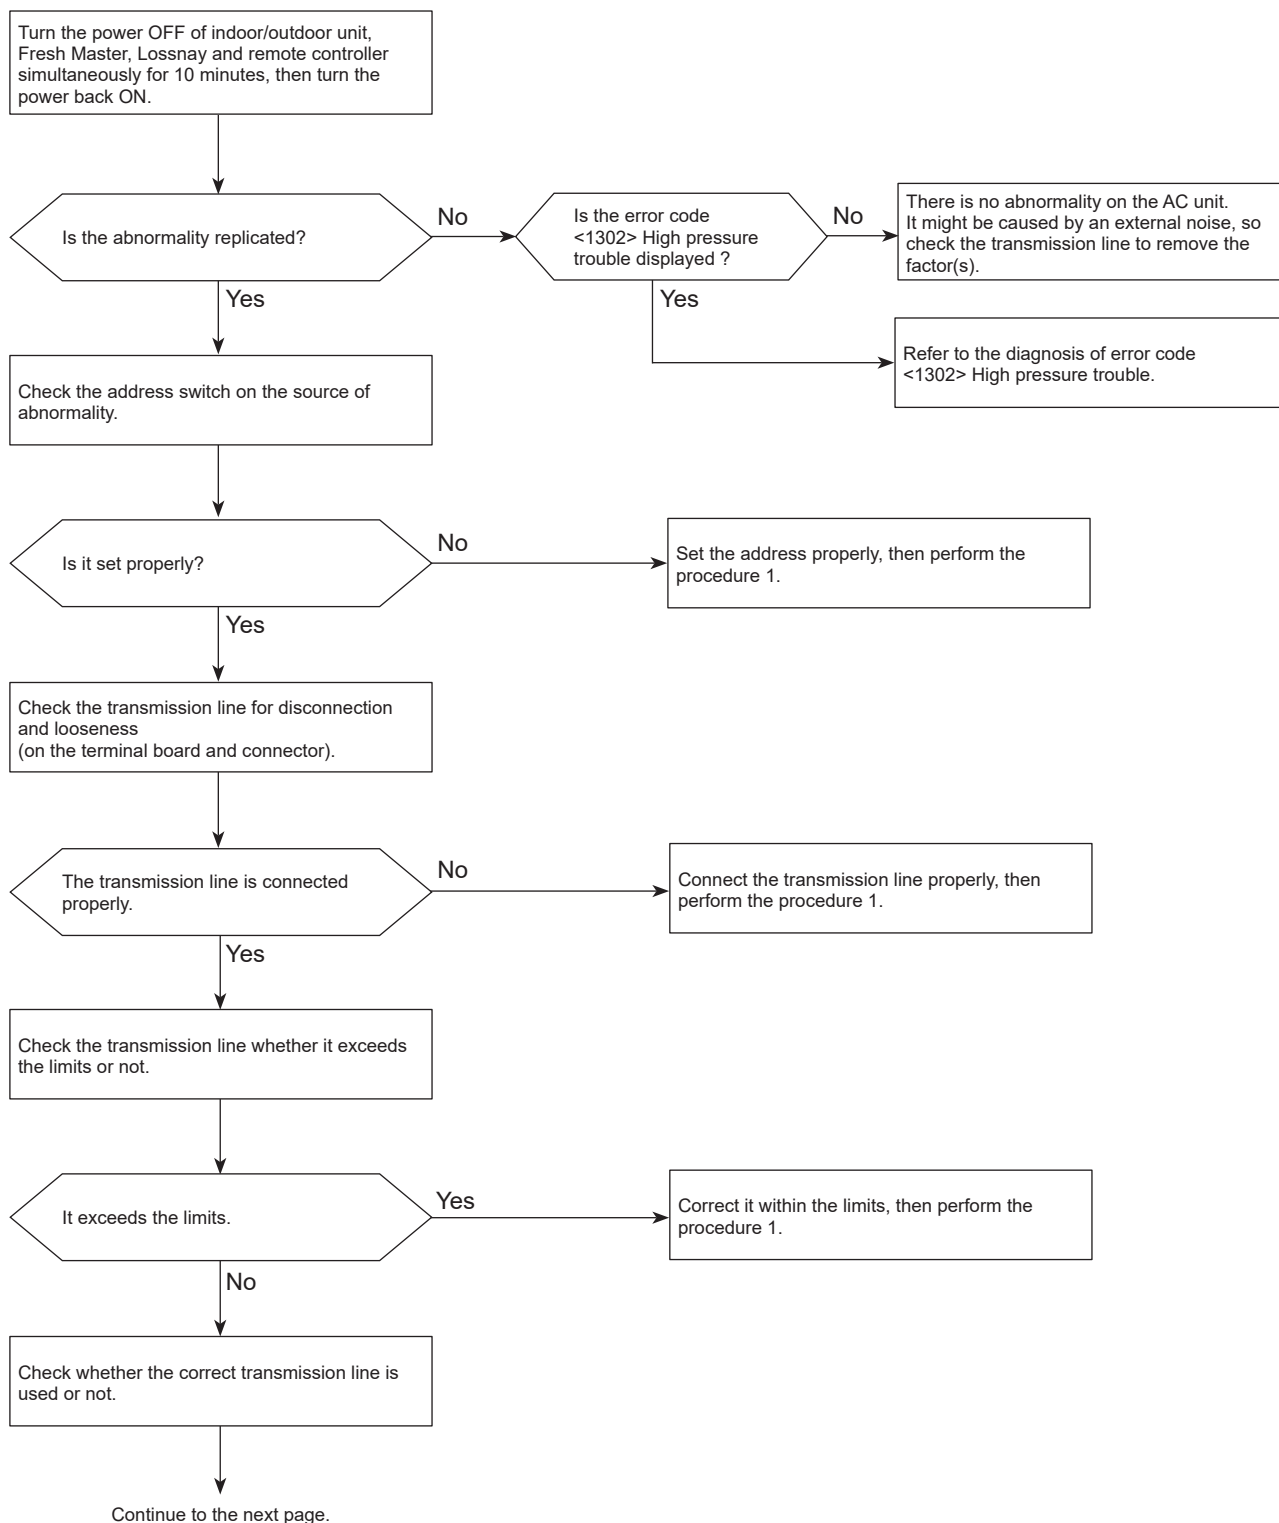 Turn the power OFF of indoor/outdoor unit,
Fresh Master, Lossnay and remote controller
simultaneously for 10 minutes, then turn the
power back ON.
Is the abnormality replicated?
No
Is the error code
<1302> High pressure
trouble displayed ?
No
There is no abnormality on the AC unit.
It might be caused by an external noise, so
check the transmission line to remove the
factor(s).
Yes
Yes
Refer to the diagnosis of error code
<1302> High pressure trouble.
Check the address switch on the source of
abnormality.
Is it set properly?
No
Set the address properly, then perform the
procedure 1.
Yes
Check the transmission line for disconnection
and looseness
(on the terminal board and connector).
The transmission line is connected
properly.
No
Connect the transmission line properly, then
perform the procedure 1.
Yes
Check the transmission line whether it exceeds
the limits or not.
It exceeds the limits.
Yes
Correct it within the limits, then perform the
procedure 1.
No
Check whether the correct transmission line is
used or not.
Continue to the next page.